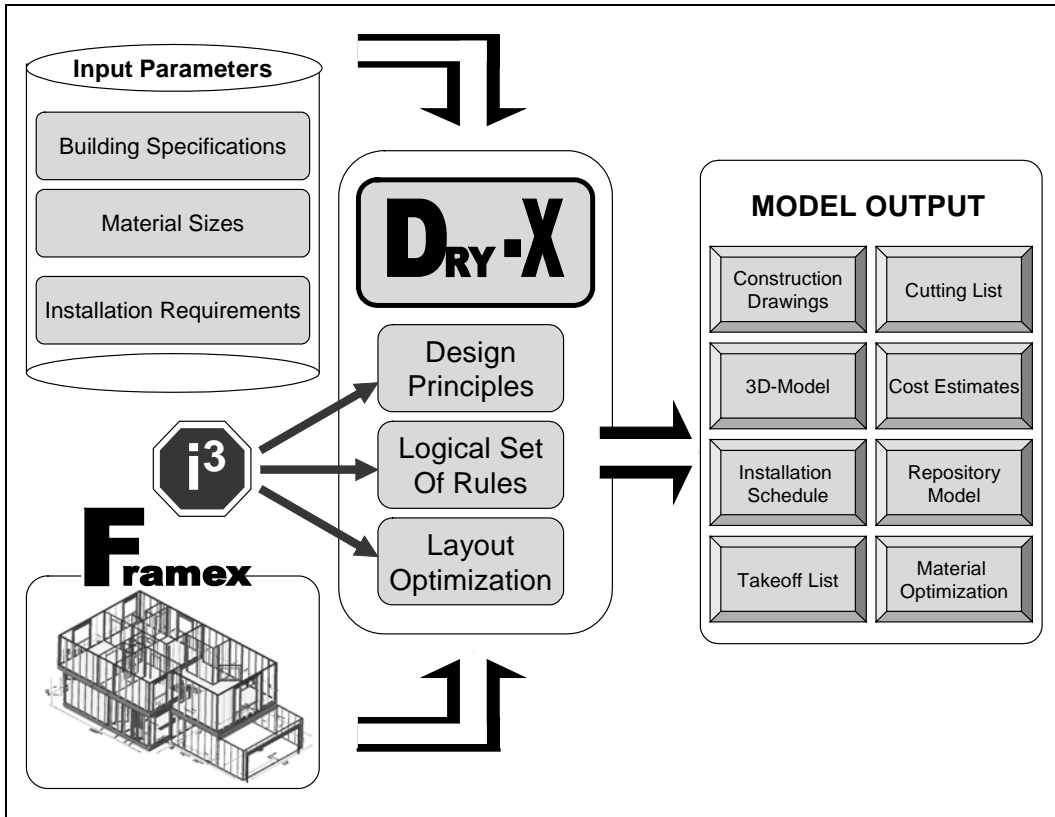 Input Parameters
Building Specifications
Material Sizes
Installation Requirements
i³
Framex
DRY-X
Design
Principles
Logical Set
Of Rules
Layout
Optimization
MODEL OUTPUT
Construction
Drawings
Cutting List
3D-Model
Cost Estimates
Installation
Schedule
Repository
Model
Takeoff List
Material
Optimization